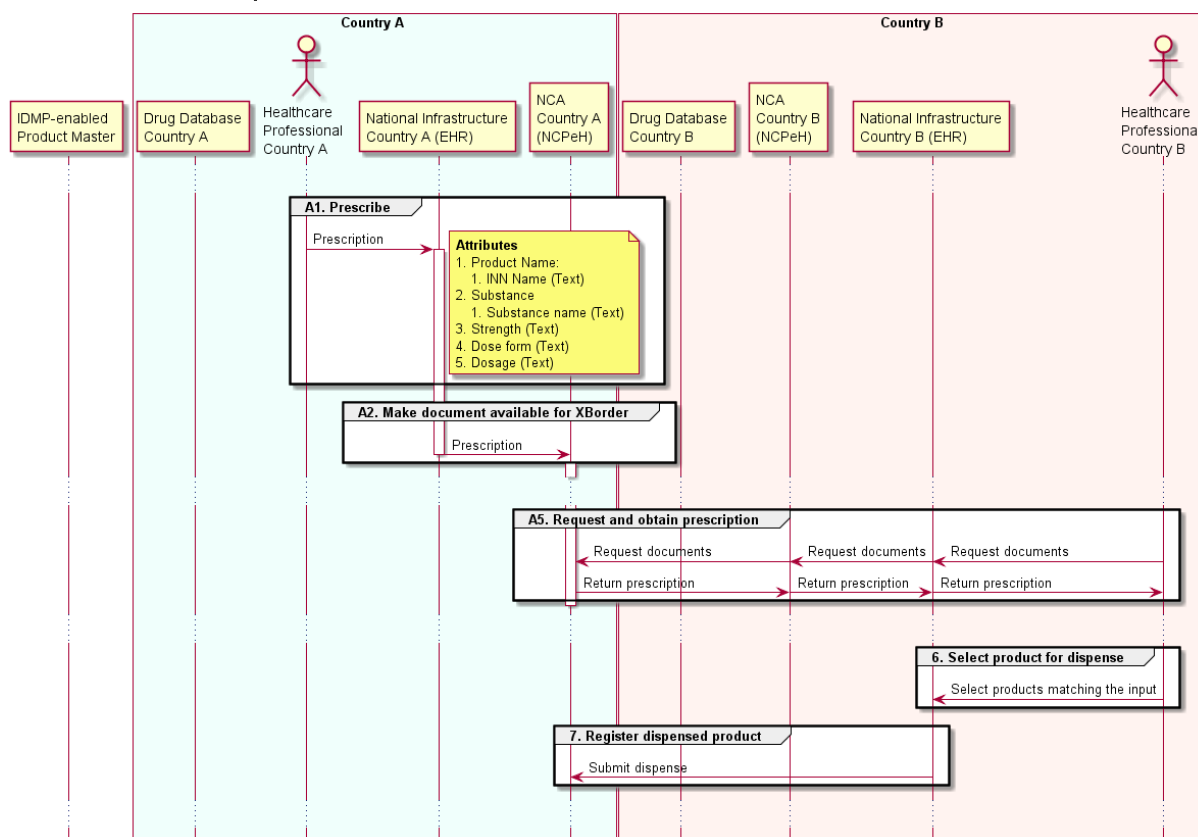 Country A
Country B
IDMP-enabled
Product Master
Drug Database
Country A
Healthcare
Professional
Country A
National Infrastructure
Country A (EHR)
NCA
Country A
(NCPeH)
Drug Database
Country B
NCA
Country B
(NCPeH)
National Infrastructure
Country B (EHR)
Healthcare
Professiona
Country B
A1. Prescribe
Prescription
Attributes
1. Product Name:
1. INN Name (Text)
2. Substance
1. Substance name (Text)
3. Strength (Text)
4. Dose form (Text)
5. Dosage (Text)
A2. Make document available for XBorder
Prescription
A5. Request and obtain prescription
Request documents
Request documents
Request documents
Return prescription
Return prescription
Return prescription
6. Select product for dispense
Select products matching the input
7. Register dispensed product
Submit dispense